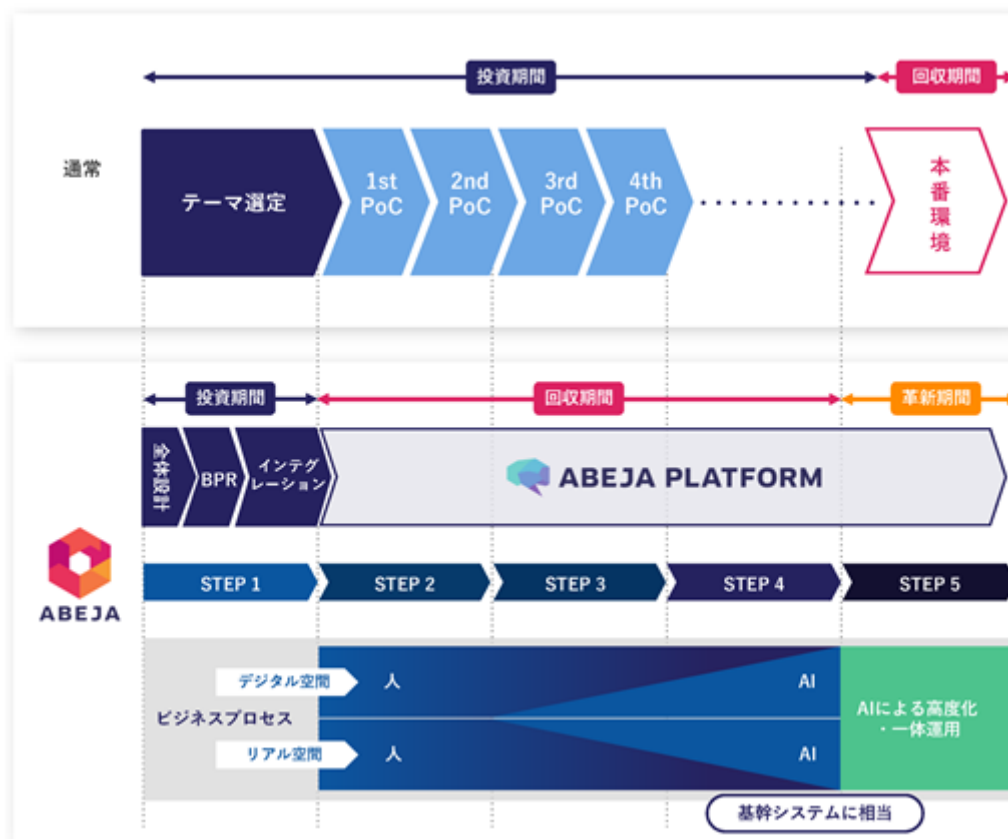 投資期間
回収期間
通常
テーマ選定
1st
PoC
2nd
PoC
3rd
PoC
4th
PoC
本番環境
投資期間
回収期間
革新期間
全体設計
BPR
インテグ
レーション
ABEJA PLATFORM
ABEJA
STEP 1
STEP 2
STEP 3
STEP 4
STEP 5
デジタル空間
人
AI
ビジネスプロセス
AIによる高度化
・一体運用
リアル空間
人
AI
基幹システムに相当